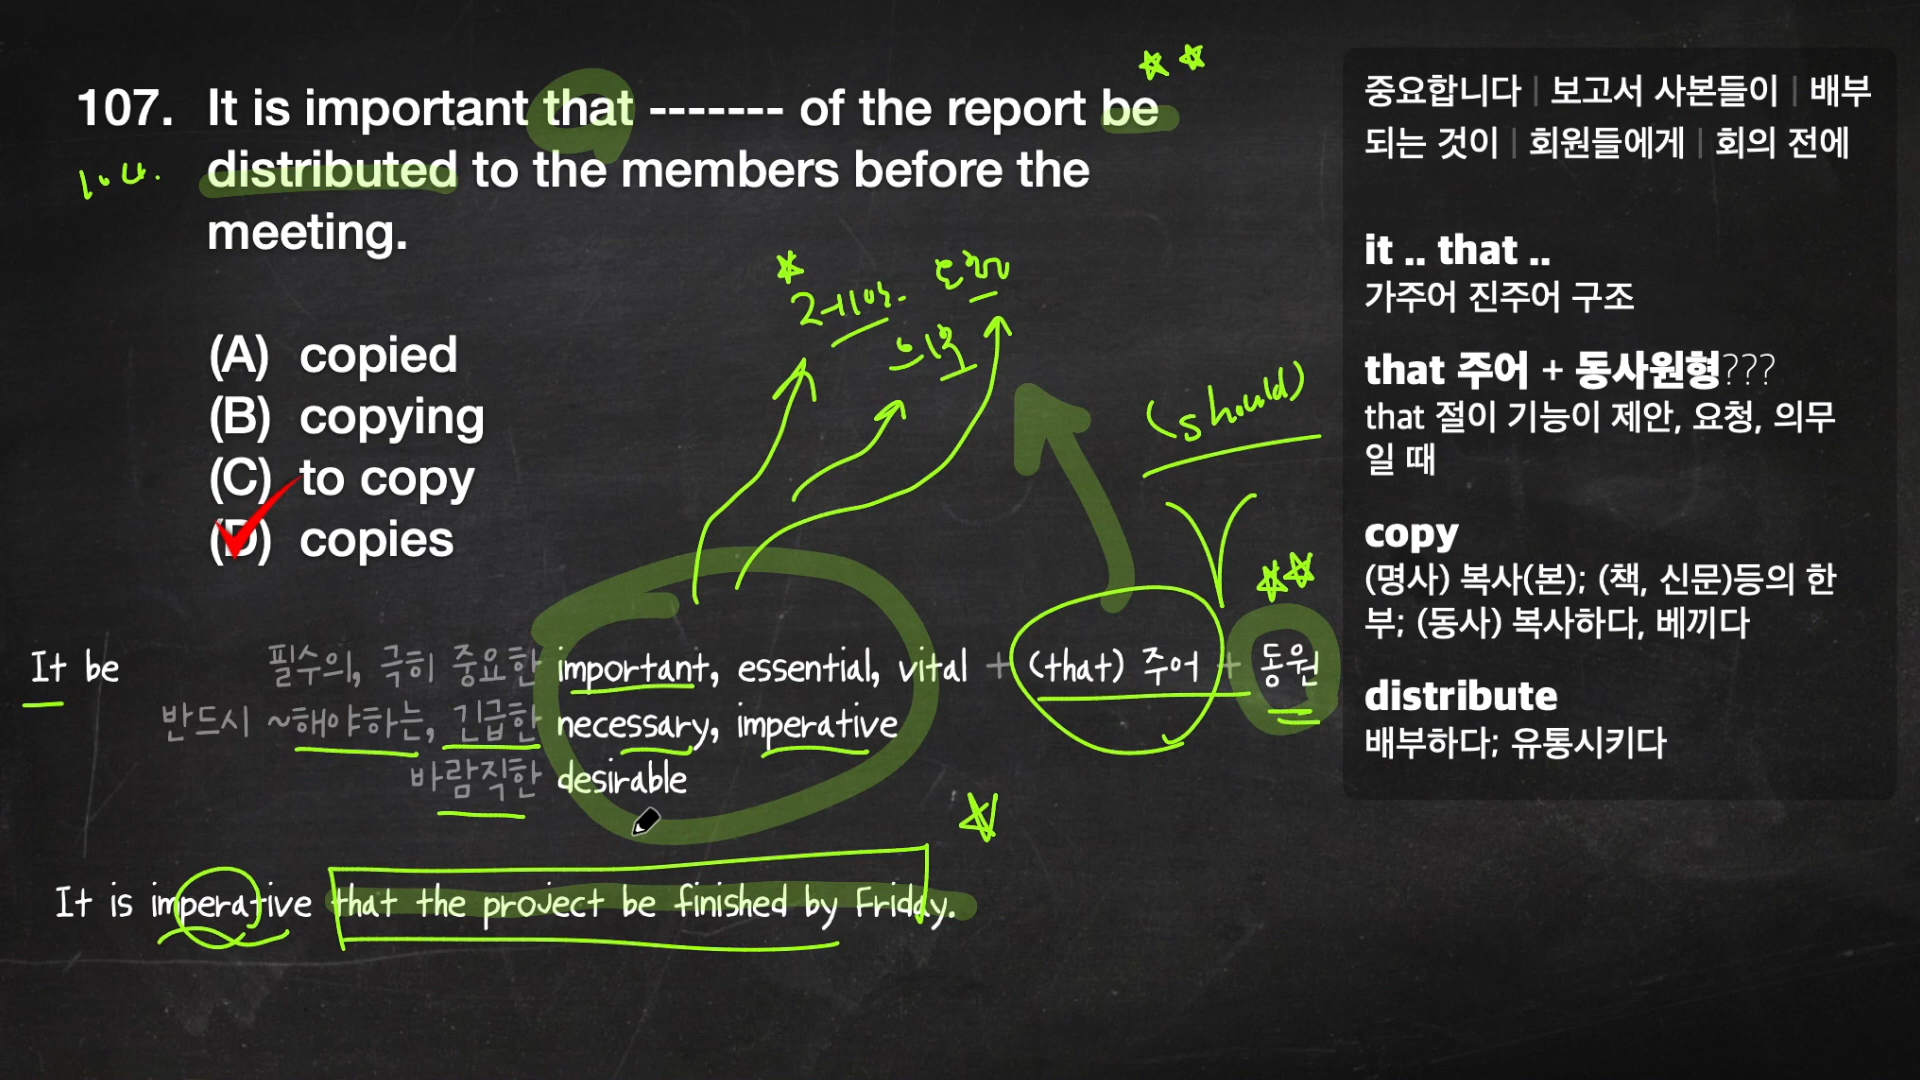 107. It is important that ------- of the report be
distributed to the members before the
meeting.
(A) copied
(B) copying
(C) to copy
(D) copies
(should)
It be 필수의, 극히 중요한 important, essential, vital + (that) 주어 + 동원
반드시 ~해야하는, 긴급한 necessary, imperative
바람직한 desirable
It is imperative that the project be finished by Friday.
중요합니다 | 보고서 사본들이 | 배부
되는 것이 | 회원들에게 | 회의 전에
it .. that ..
가주어 진주어 구조
that 주어 + 동사원형???
that 절이 기능이 제안, 요청, 의무
일 때
copy
(명사) 복사(본); (책, 신문)등의 한
부; (동사) 복사하다, 베끼다
distribute
배부하다; 유통시키다